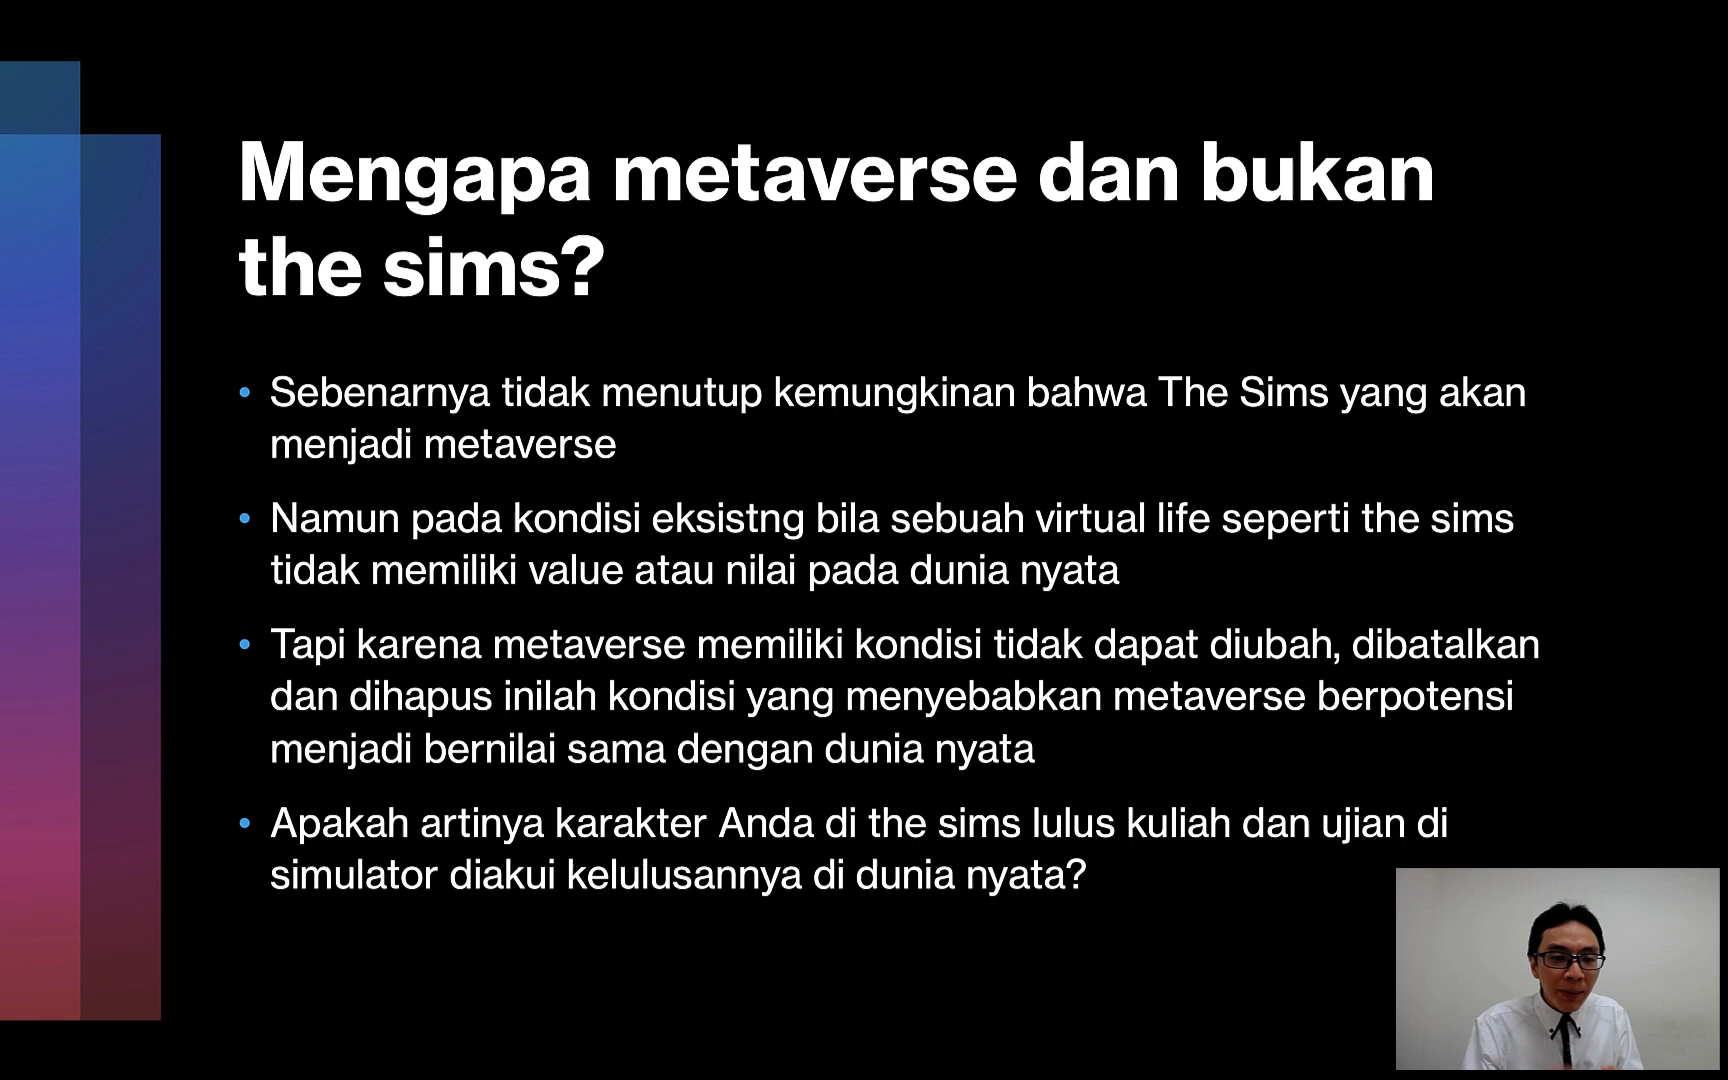 Mengapa metaverse dan bukan
the sims?
• Sebenarnya tidak menutup kemungkinan bahwa The Sims yang akan
menjadi metaverse
• Namun pada kondisi eksistng bila sebuah virtual life seperti the sims
tidak memiliki value atau nilai pada dunia nyata
• Tapi karena metaverse memiliki kondisi tidak dapat diubah, dibatalkan
dan dihapus inilah kondisi yang menyebabkan metaverse berpotensi
menjadi bernilai sama dengan dunia nyata
• Apakah artinya karakter Anda di the sims lulus kuliah dan ujian di
simulator diakui kelulusannya di dunia nyata?